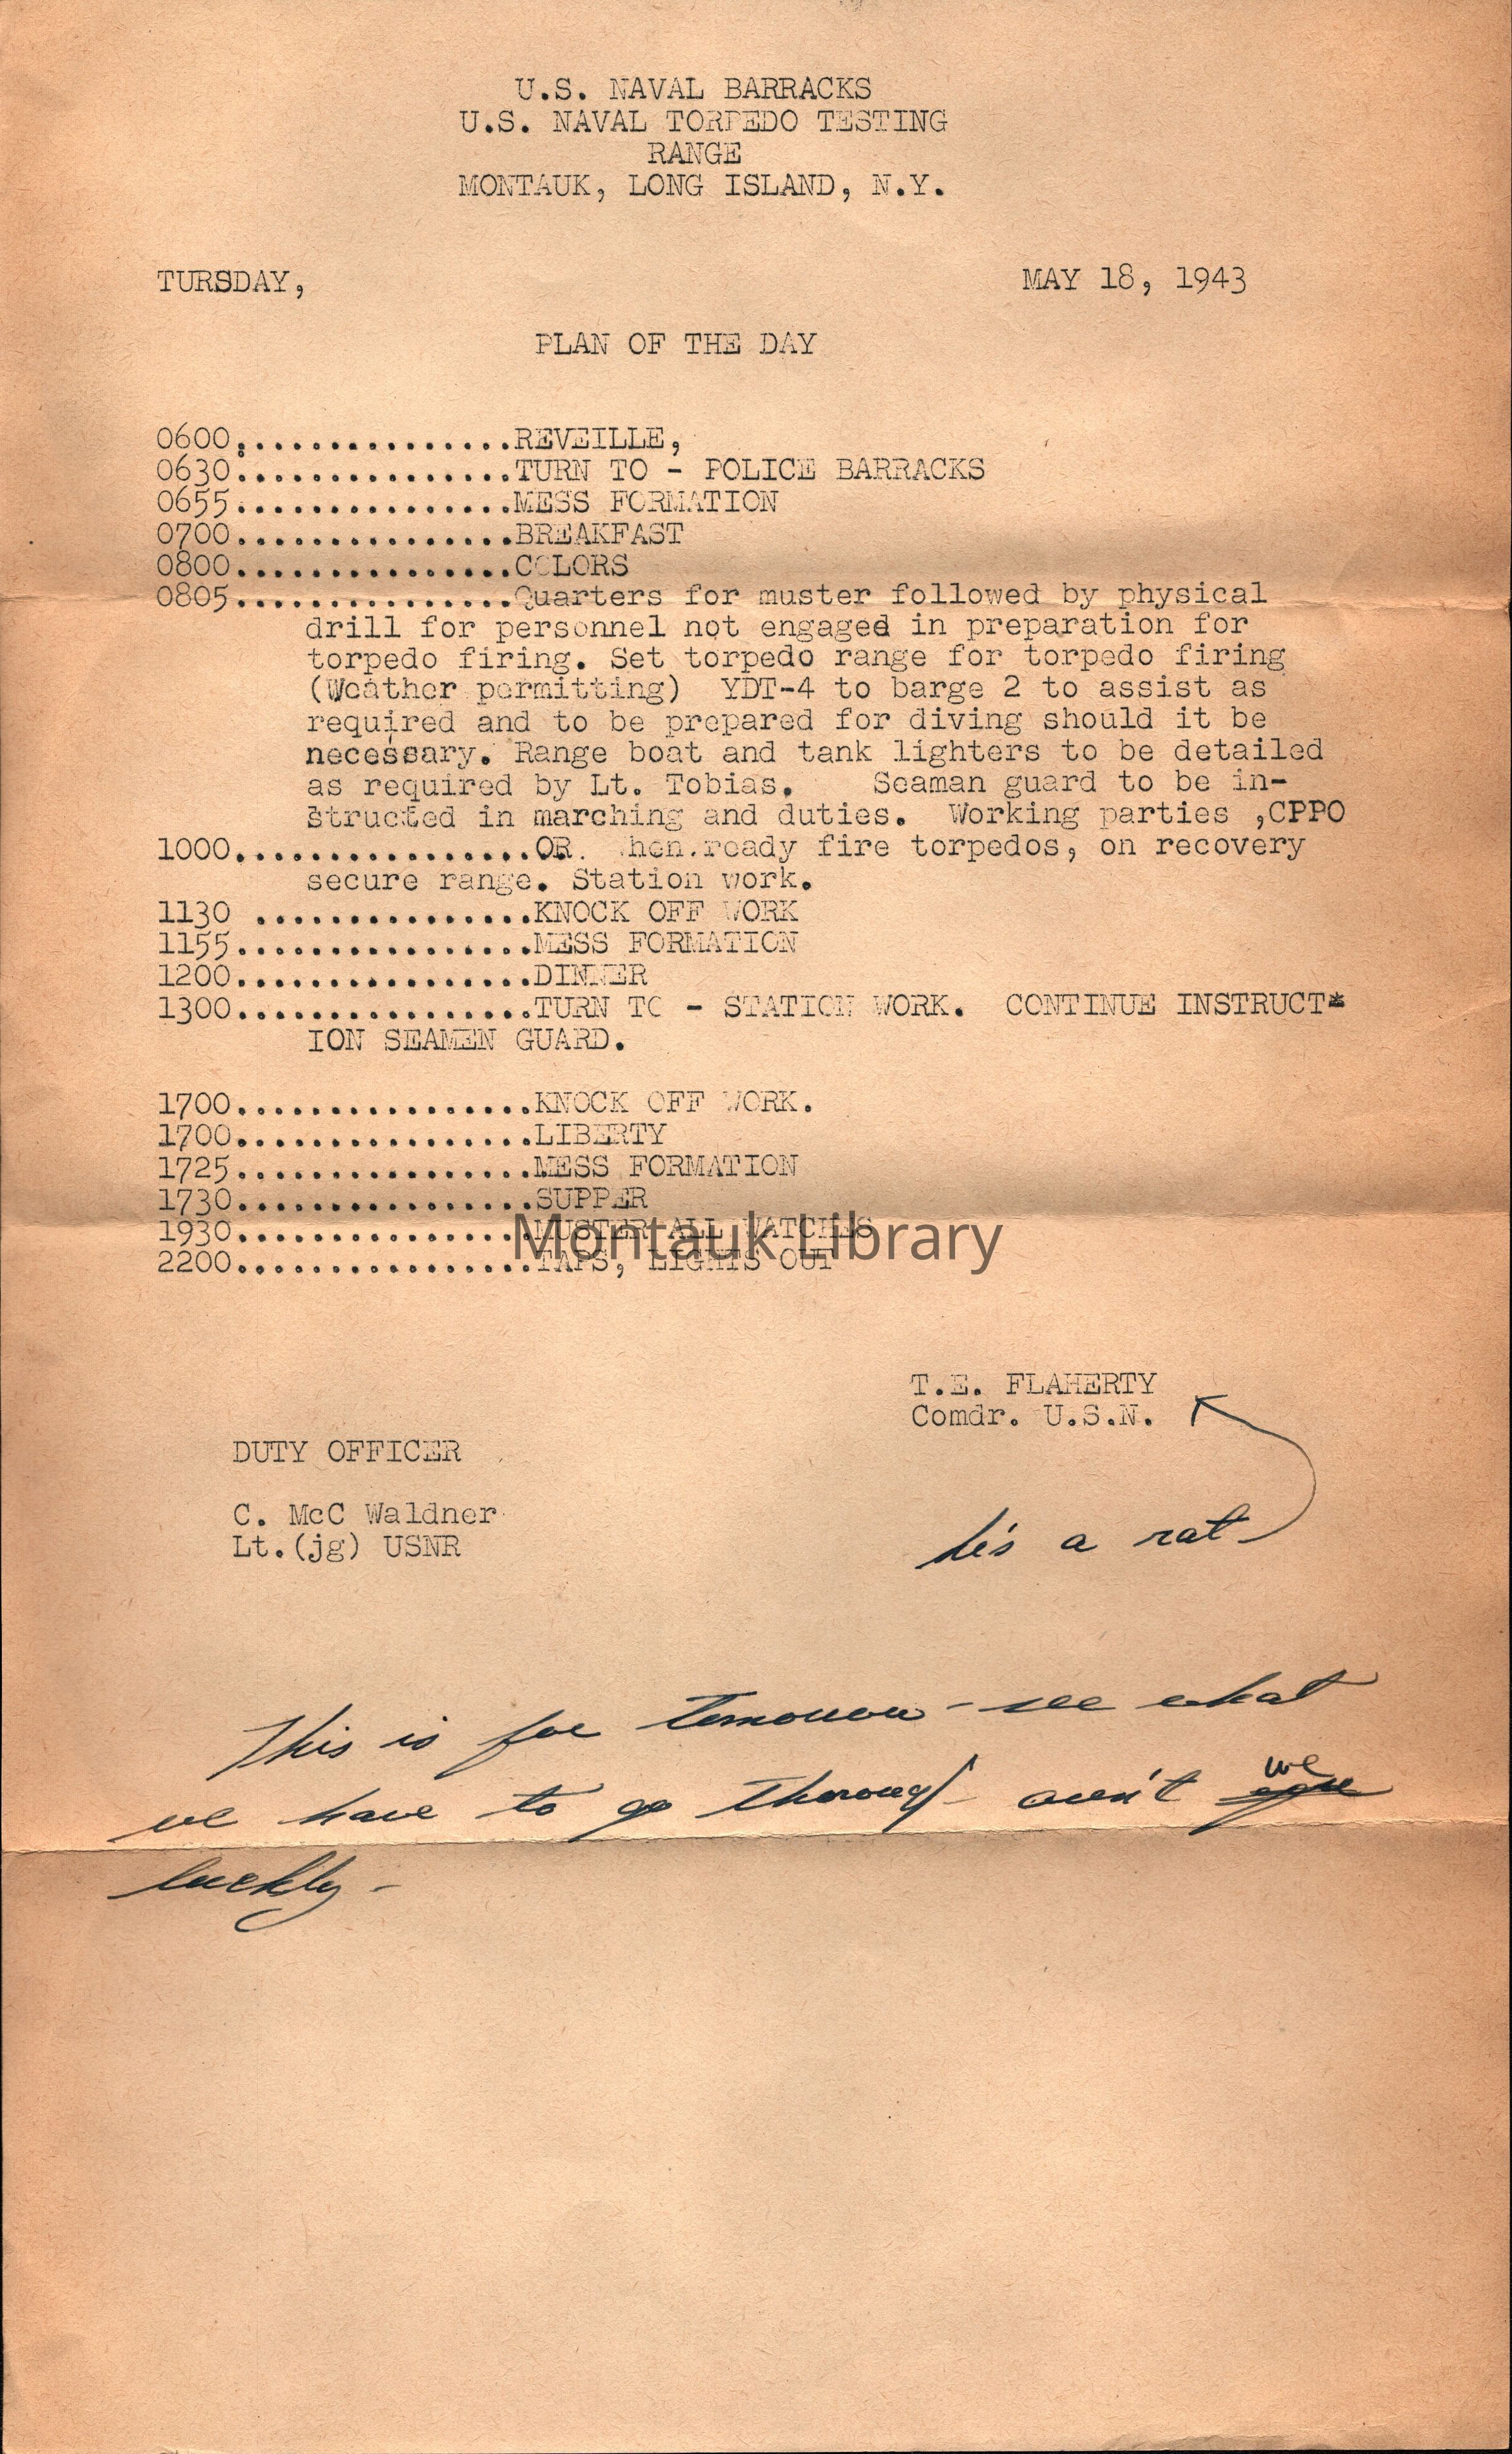 U.S. NAVAL BARRACKS
U.S. NAVAL TORPEDO TESTING
RANGE
MONTAUK, LONG ISLAND, N.Y.
TURSDAY, MAY 18, 1943
PLAN OF THE DAY
0600...............REVEILLE,
0630...............TURN TO - POLICE BARRACKS
0655...............MESS FORMATION
0700...............BREAKFAST
0800...............COLORS
0805...............Quarters for muster followed by physical
drill for personnel not engaged in preparation for
torpedo firing. Set torpedo range for torpedo firing
(Weather permitting) YDT-4 to barge 2 to assist as
required and to be prepared for diving should it be
necessary. Range boat and tank lighters to be detailed
as required by Lt. Tobias. Seaman guard to be in-
structed in marching and duties. Working parties ,CPPO
1000................OR. When.ready fire torpedos, on recovery
secure range. Station work.
1130 ...............KNOCK OFF WORK
1155................MESS FORMATION
1200................DINNER
1300................TURN TO - STATION WORK. CONTINUE INSTRUCT*
ION SEAMEN GUARD.
1700................KNOCK OFF WORK.
1700................LIBERTY
1725................MESS FORMATION
1730................SUPPER
1930................MUSTER ALL WATCHES
2200................TAPS, LIGHTS OUT
Montauk Library
T.E. FLAHERTY
Comdr. U.S.N.
DUTY OFFICER
C. McC Waldner
Lt.(jg) USNR
he's a rat
This is for tomorrow - see what
we have to go thorough aren't we
luckly -